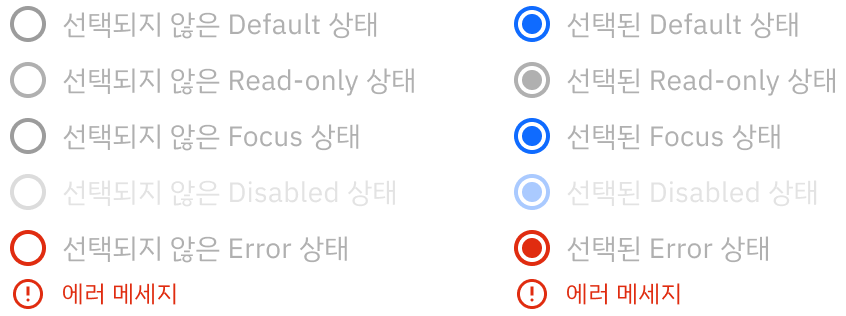 선택되지 않은 Default 상태
선택된 Default 상태
선택되지 않은 Read-only 상태
선택된 Read-only 상태
선택되지 않은 Focus 상태
선택된 Focus 상태
선택되지 않은 Disabled 상태
선택된 Disabled 상태
선택되지 않은 Error 상태
선택된 Error 상태
에러 메세지
에러 메세지